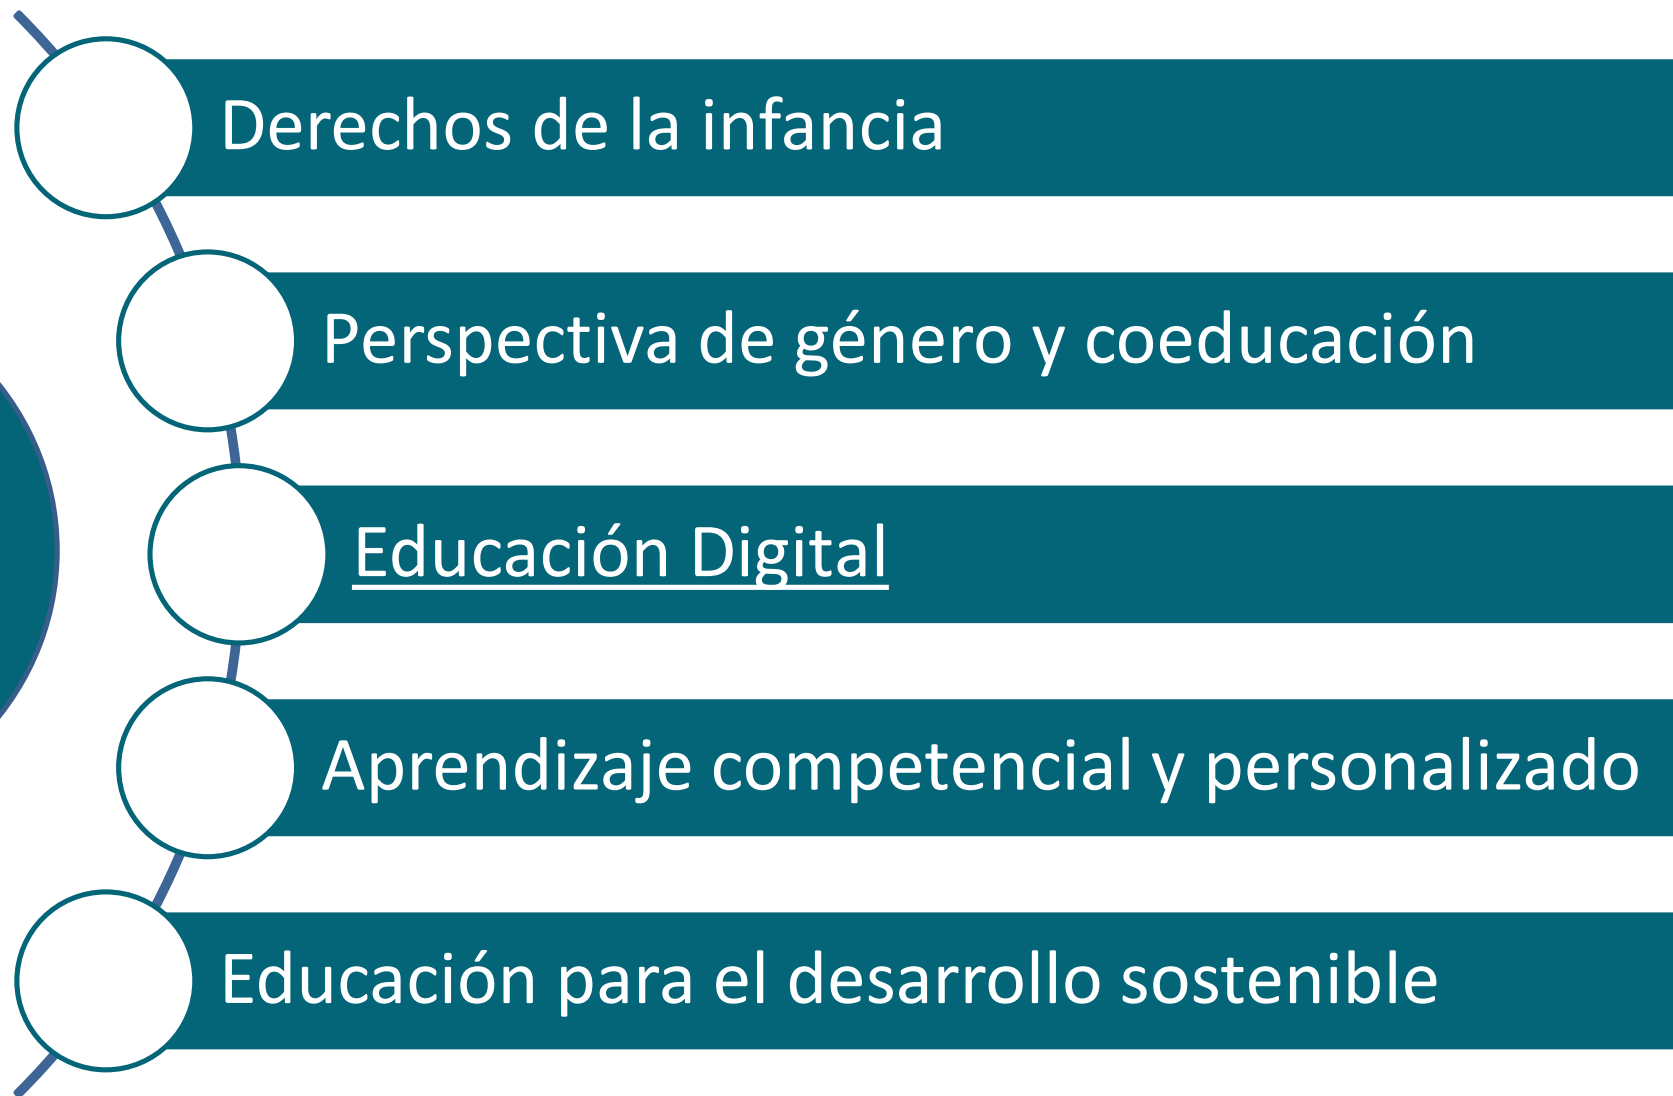 Derechos de la infancia
Perspectiva de género y coeducación
Educación Digital
Aprendizaje competencial y personalizado
Educación para el desarrollo sostenible